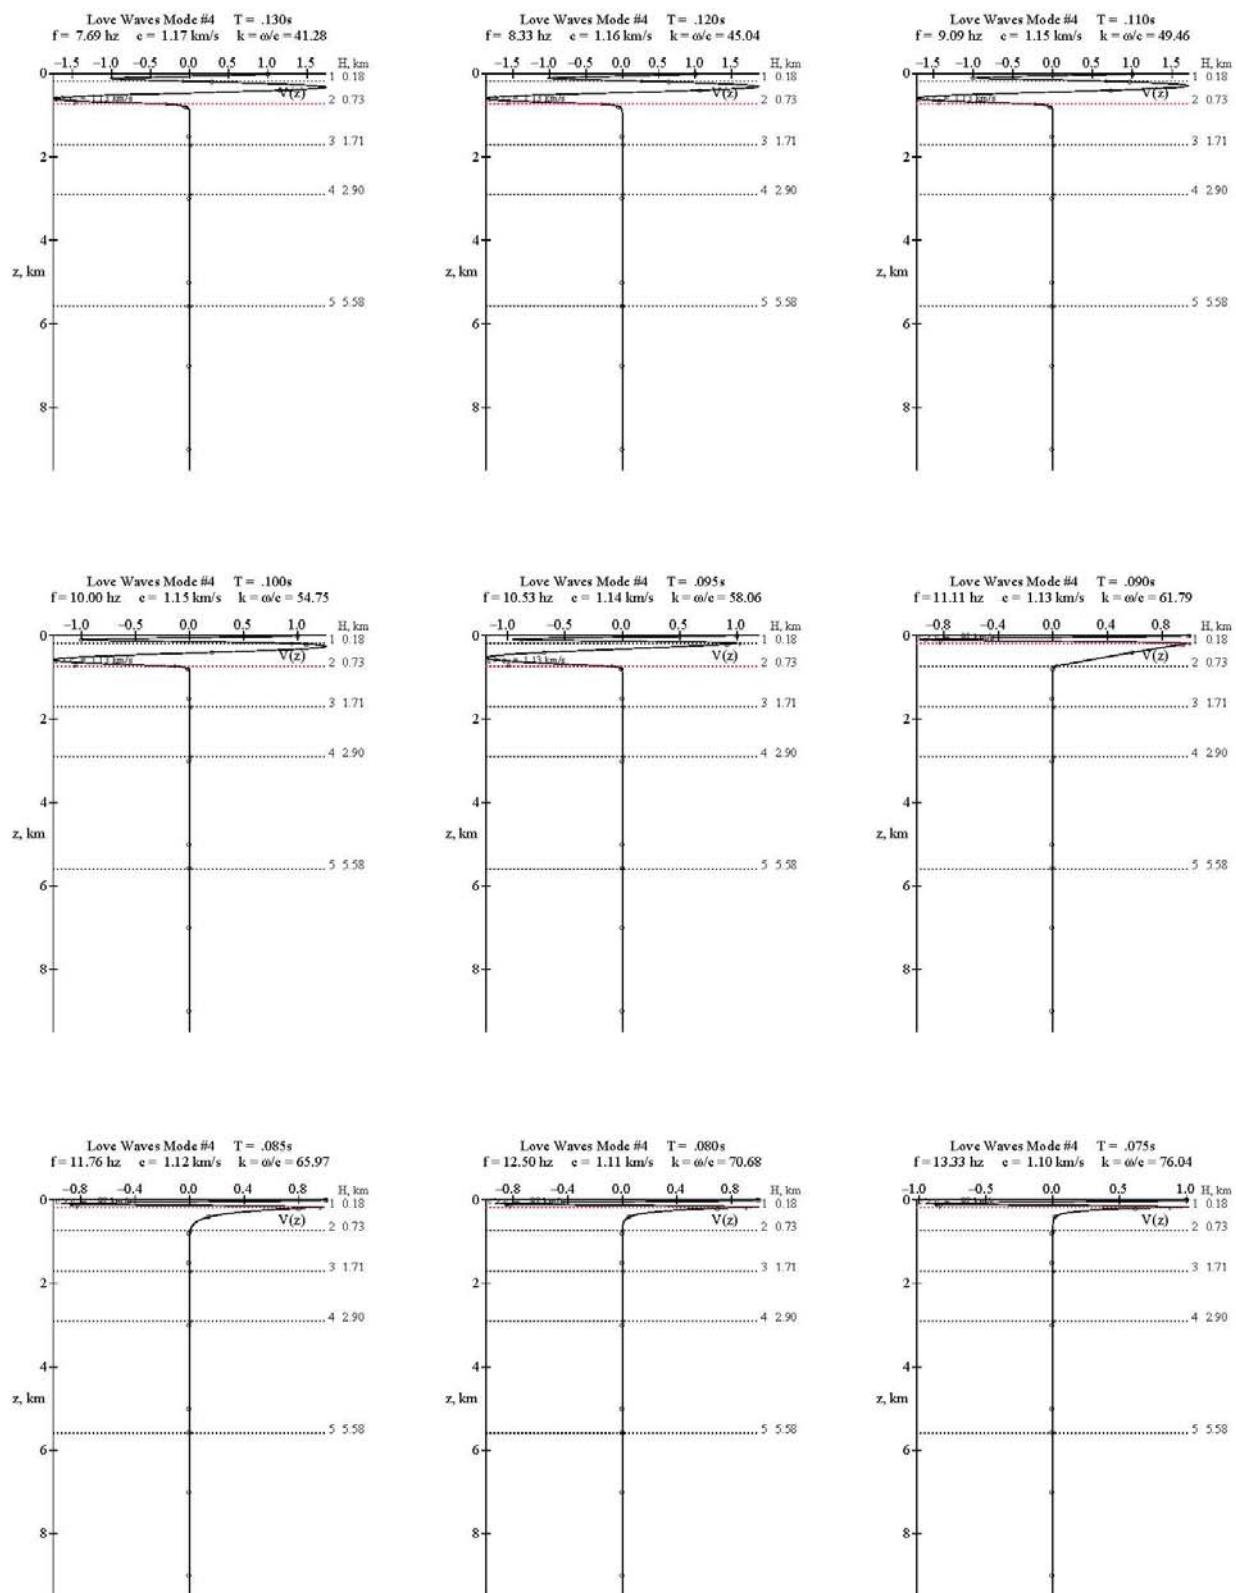 Love Waves Mode #4 T = .130s
f = 7.69 hz c = 1.17 km/s k = ω/c = 41.28
−1.5 −1.0 −0.5 0.0 0.5 1.0 1.5 H, km
0
1 0.18
V(z)
2 0.73
3 1.71
2
4 2.90
4
z, km
5 5.58
6
8
Love Waves Mode #4 T = .120s
f = 8.33 hz c = 1.16 km/s k = ω/c = 45.04
−1.5 −1.0 −0.5 0.0 0.5 1.0 1.5 H, km
0
1 0.18
V(z)
2 0.73
3 1.71
2
4 2.90
4
z, km
5 5.58
6
8
Love Waves Mode #4 T = .110s
f = 9.09 hz c = 1.15 km/s k = ω/c = 49.46
−1.5 −1.0 −0.5 0.0 0.5 1.0 1.5 H, km
0
1 0.18
V(z)
2 0.73
3 1.71
2
4 2.90
4
z, km
5 5.58
6
8
Love Waves Mode #4 T = .100s
f = 10.00 hz c = 1.15 km/s k = ω/c = 54.75
−1.0 −0.5 0.0 0.5 1.0 H, km
0
1 0.18
V(z)
2 0.73
3 1.71
2
4 2.90
4
z, km
5 5.58
6
8
Love Waves Mode #4 T = .095s
f = 10.53 hz c = 1.14 km/s k = ω/c = 58.06
−1.0 −0.5 0.0 0.5 1.0 H, km
0
1 0.18
V(z)
= 1.13 km/s
2 0.73
3 1.71
2
4 2.90
4
z, km
5 5.58
6
8
Love Waves Mode #4 T = .090s
f = 11.11 hz c = 1.13 km/s k = ω/c = 61.79
−0.8 −0.4 0.0 0.4 0.8 H, km
0
1 0.18
V(z)
2 0.73
3 1.71
2
4 2.90
4
z, km
5 5.58
6
8
Love Waves Mode #4 T = .085s
f = 11.76 hz c = 1.12 km/s k = ω/c = 65.97
−0.8 −0.4 0.0 0.4 0.8 H, km
0
1 0.18
V(z)
2 0.73
3 1.71
2
4 2.90
4
z, km
5 5.58
6
8
Love Waves Mode #4 T = .080s
f = 12.50 hz c = 1.11 km/s k = ω/c = 70.68
−0.8 −0.4 0.0 0.4 0.8 H, km
0
1 0.18
V(z)
2 0.73
3 1.71
2
4 2.90
4
z, km
5 5.58
6
8
Love Waves Mode #4 T = .075s
f = 13.33 hz c = 1.10 km/s k = ω/c = 76.04
−1.0 −0.5 0.0 0.5 1.0 H, km
0
1 0.18
V(z)
2 0.73
3 1.71
2
4 2.90
4
z, km
5 5.58
6
8